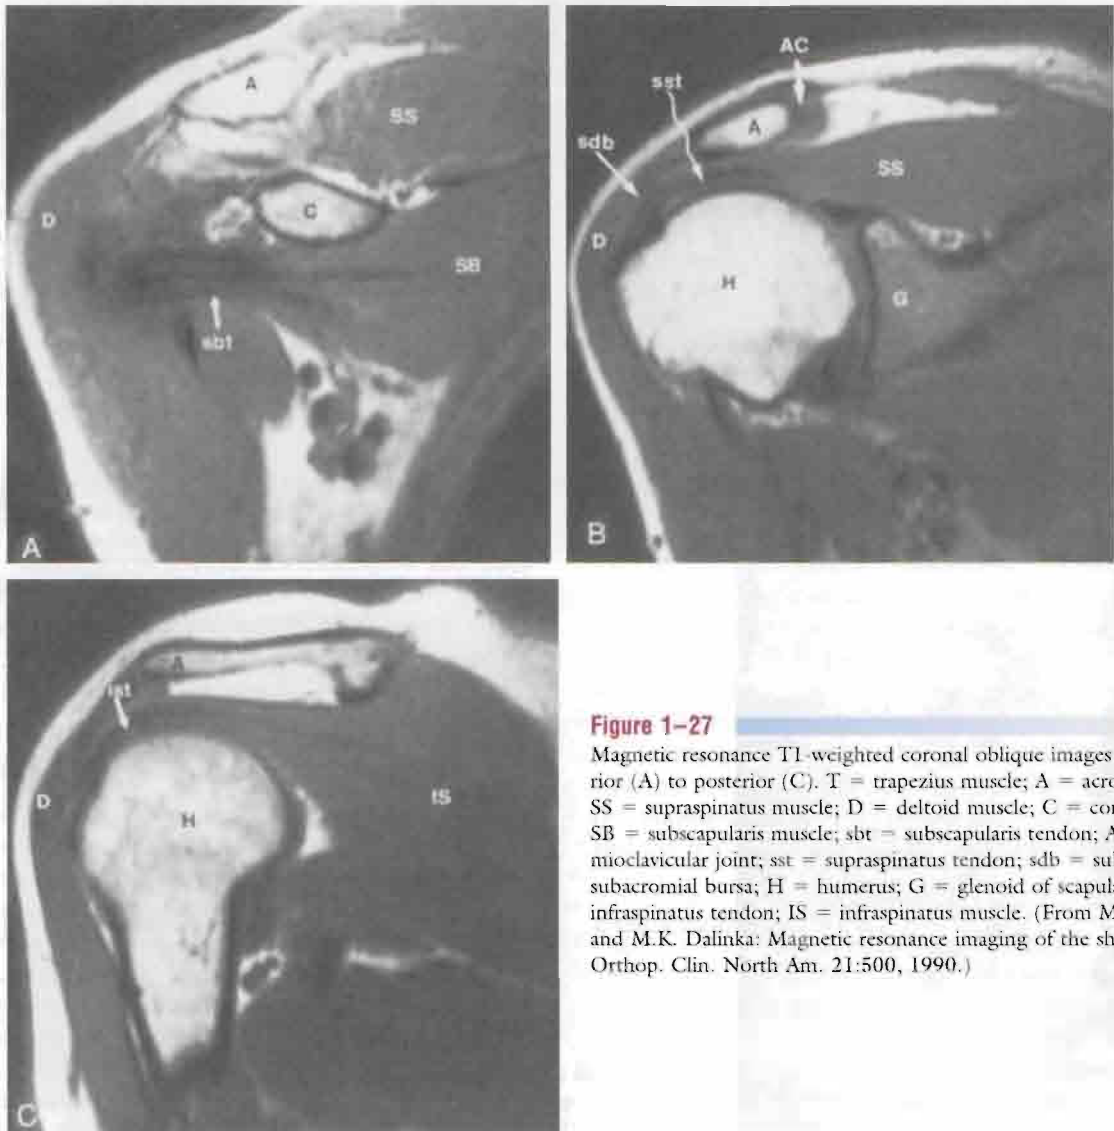 A
SS
D
C
SB
sbt
A
AC
sst
A
sdb
SS
D
H
G
B
A
ist
D
H
IS
C
Figure 1–27
Magnetic resonance T1-weighted coronal oblique images
rior (A) to posterior (C). T = trapezius muscle; A = acro
SS = supraspinatus muscle; D = deltoid muscle; C = cor
SB = subscapularis muscle; sbt = subscapularis tendon; A
mioclavicular joint; sst = supraspinatus tendon; sdb = sul
subacromial bursa; H = humerus; G = glenoid of scapula
infraspinatus tendon; IS = infraspinatus muscle. (From M
and M.K. Dalinka: Magnetic resonance imaging of the sh
Orthop. Clin. North Am. 21:500, 1990.)